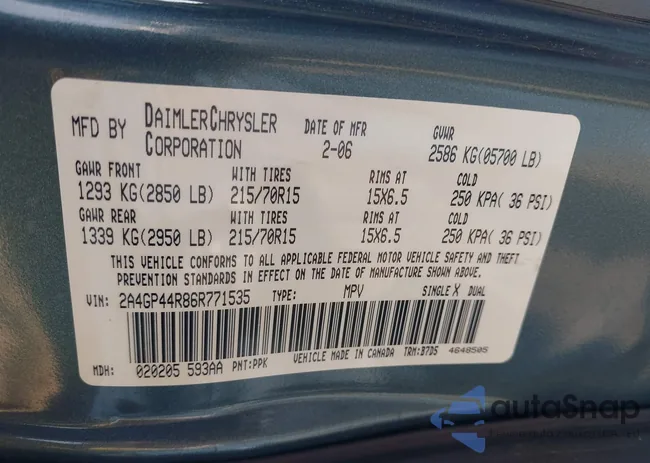 MFD BY DAIMLERCHRYSLER CORPORATION DATE OF MFR 2-06 GVWR 2586 KG(05700 LB)
GAWR FRONT WITH TIRES RIMS AT COLD
1293 KG(2850 LB) 215/70R15 15X6.5 250 KPA( 36 PSI)
GAWR REAR WITH TIRES RIMS AT COLD
1339 KG(2950 LB) 215/70R15 15X6.5 250 KPA( 36 PSI)
THIS VEHICLE CONFORMS TO ALL APPLICABLE FEDERAL MOTOR VEHICLE SAFETY AND THEFT
PREVENTION STANDARDS IN EFFECT ON THE DATE OF MANUFACTURE SHOWN ABOVE.
VIN: 2A4GP44R86R771535 TYPE: MPV SINGLE X DUAL
VEHICLE MADE IN CANADA TRM:B7D5 4648505
MDH: 020205 593AA PNT:PPK
autoSnap